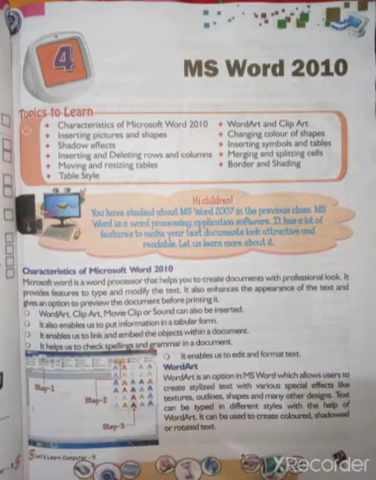 4
MS Word 2010
Topics to Learn
Characteristics of Microsoft Word 2010
Inserting pictures and shapes
Shadow effects
Inserting and Deleting rows and columns
Moving and resizing tables
Table Style
WordArt and Clip Art
Changing colour of shapes
Inserting symbols and tables
Merging and splitting cells
Border and Shading
Hi children!
You have studied about MS Word 2007 in the previous class. MS
Word is a word processing application software. It has a lot of
features to make your text documents look attractive and
readable. Let us learn more about it.
Characteristics of Microsoft Word 2010
Microsoft word is a word processor that helps you to create documents with professional look. It
provides features to type and modify the text. It also enhances the appearance of the text and
gives an option to preview the document before printing it.
WordArt, Clip Art, Movie Clip or Sound can also be inserted.
It also enables us to put information in a tabular form.
It enables us to link and embed the objects within a document.
It helps us to check spellings and grammar in a document.
It enables us to edit and format text.
WordArt
WordArt is an option in MS Word which allows users to
create stylized text with various special effects like
textures, outlines, shapes and many other designs. Text
can be typed in different styles with the help of
WordArt. It can be used to create coloured, shadowed
or rotated text.
Step-1
Step-2
Step-3
Let's Learn Computer - 5
XRecorder